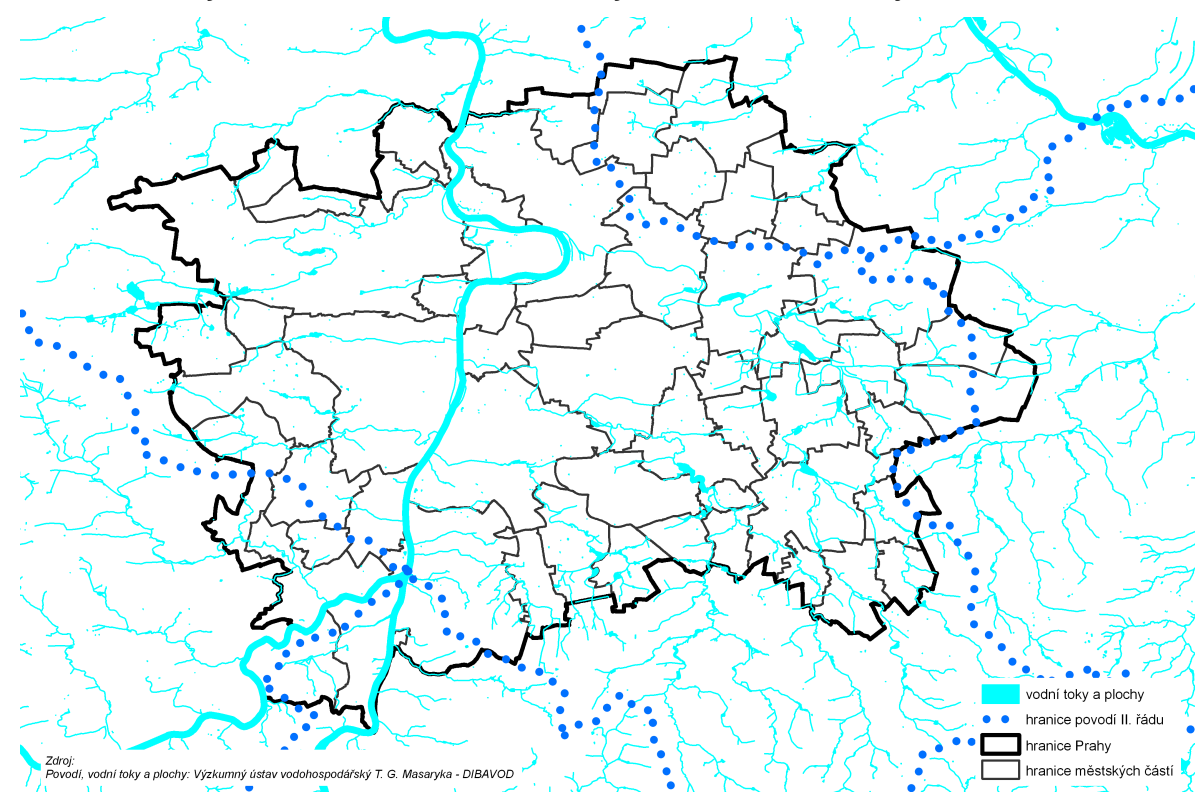 vodní toky a plochy
hranice povodí II. řádu
hranice Prahy
hranice městských částí
Zdroj:
Povodí, vodní toky a plochy: Výzkumný ústav vodohospodářský T. G. Masaryka - DIBAVOD